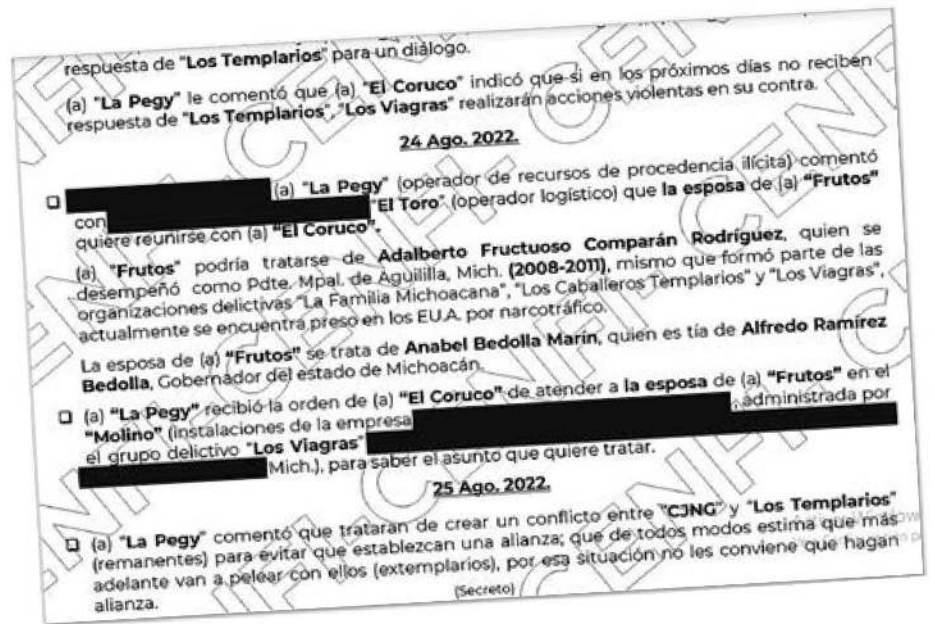 respuesta de "Los Templarios" para un diálogo.
(a) "La Pegy" le comentó que (a) "El Coruco" indicó que si en los próximos días no reciben
respuesta de "Los Templarios", "Los Viagras" realizarán acciones violentas en su contra.
24 Ago. 2022.
(a) "La Pegy" (operador de recursos de procedencia ilícita) comentó
con "El Toro" (operador logístico) que la esposa de (a) "Frutos"
quiere reunirse con (a) "El Coruco".
(a) "Frutos" podría tratarse de Adalberto Fructuoso Comparán Rodríguez, quien se
desempeñó como Pdte. Mpal. de Aguililla, Mich. (2008-2011), mismo que formó parte de las
organizaciones delictivas "La Familia Michoacana", "Los Caballeros Templarios" y "Los Viagras",
actualmente se encuentra preso en los E.U.A. por narcotráfico.
La esposa de (a) "Frutos" se trata de Anabel Bedolla Marín, quien es tía de Alfredo Ramírez
Bedolla, Gobernador del estado de Michoacán.
(a) "La Pegy" recibió la orden de (a) "El Coruco" de atender a la esposa de (a) "Frutos" en el
"Molino" (instalaciones de la empresa , administrada por
el grupo delictivo "Los Viagras"
Mich.), para saber el asunto que quiere tratar.
25 Ago. 2022.
(a) "La Pegy" comentó que trataran de crear un conflicto entre "CJNG" y "Los Templarios"
(remanentes) para evitar que establezcan una alianza; que de todos modos estima que más
adelante van a pelear con ellos (extemplarios), por esa situación no les conviene que hagan
alianza.
(Secreto)
CENFI